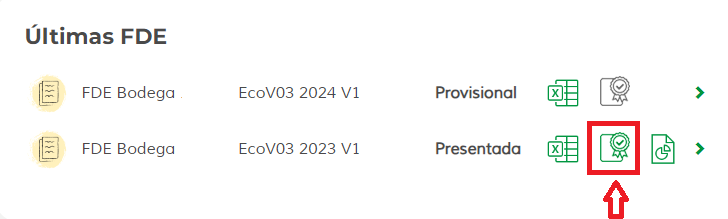 Últimas FDE
FDE Bodega EcoV03 2024 V1 Provisional
FDE Bodega EcoV03 2023 V1 Presentada